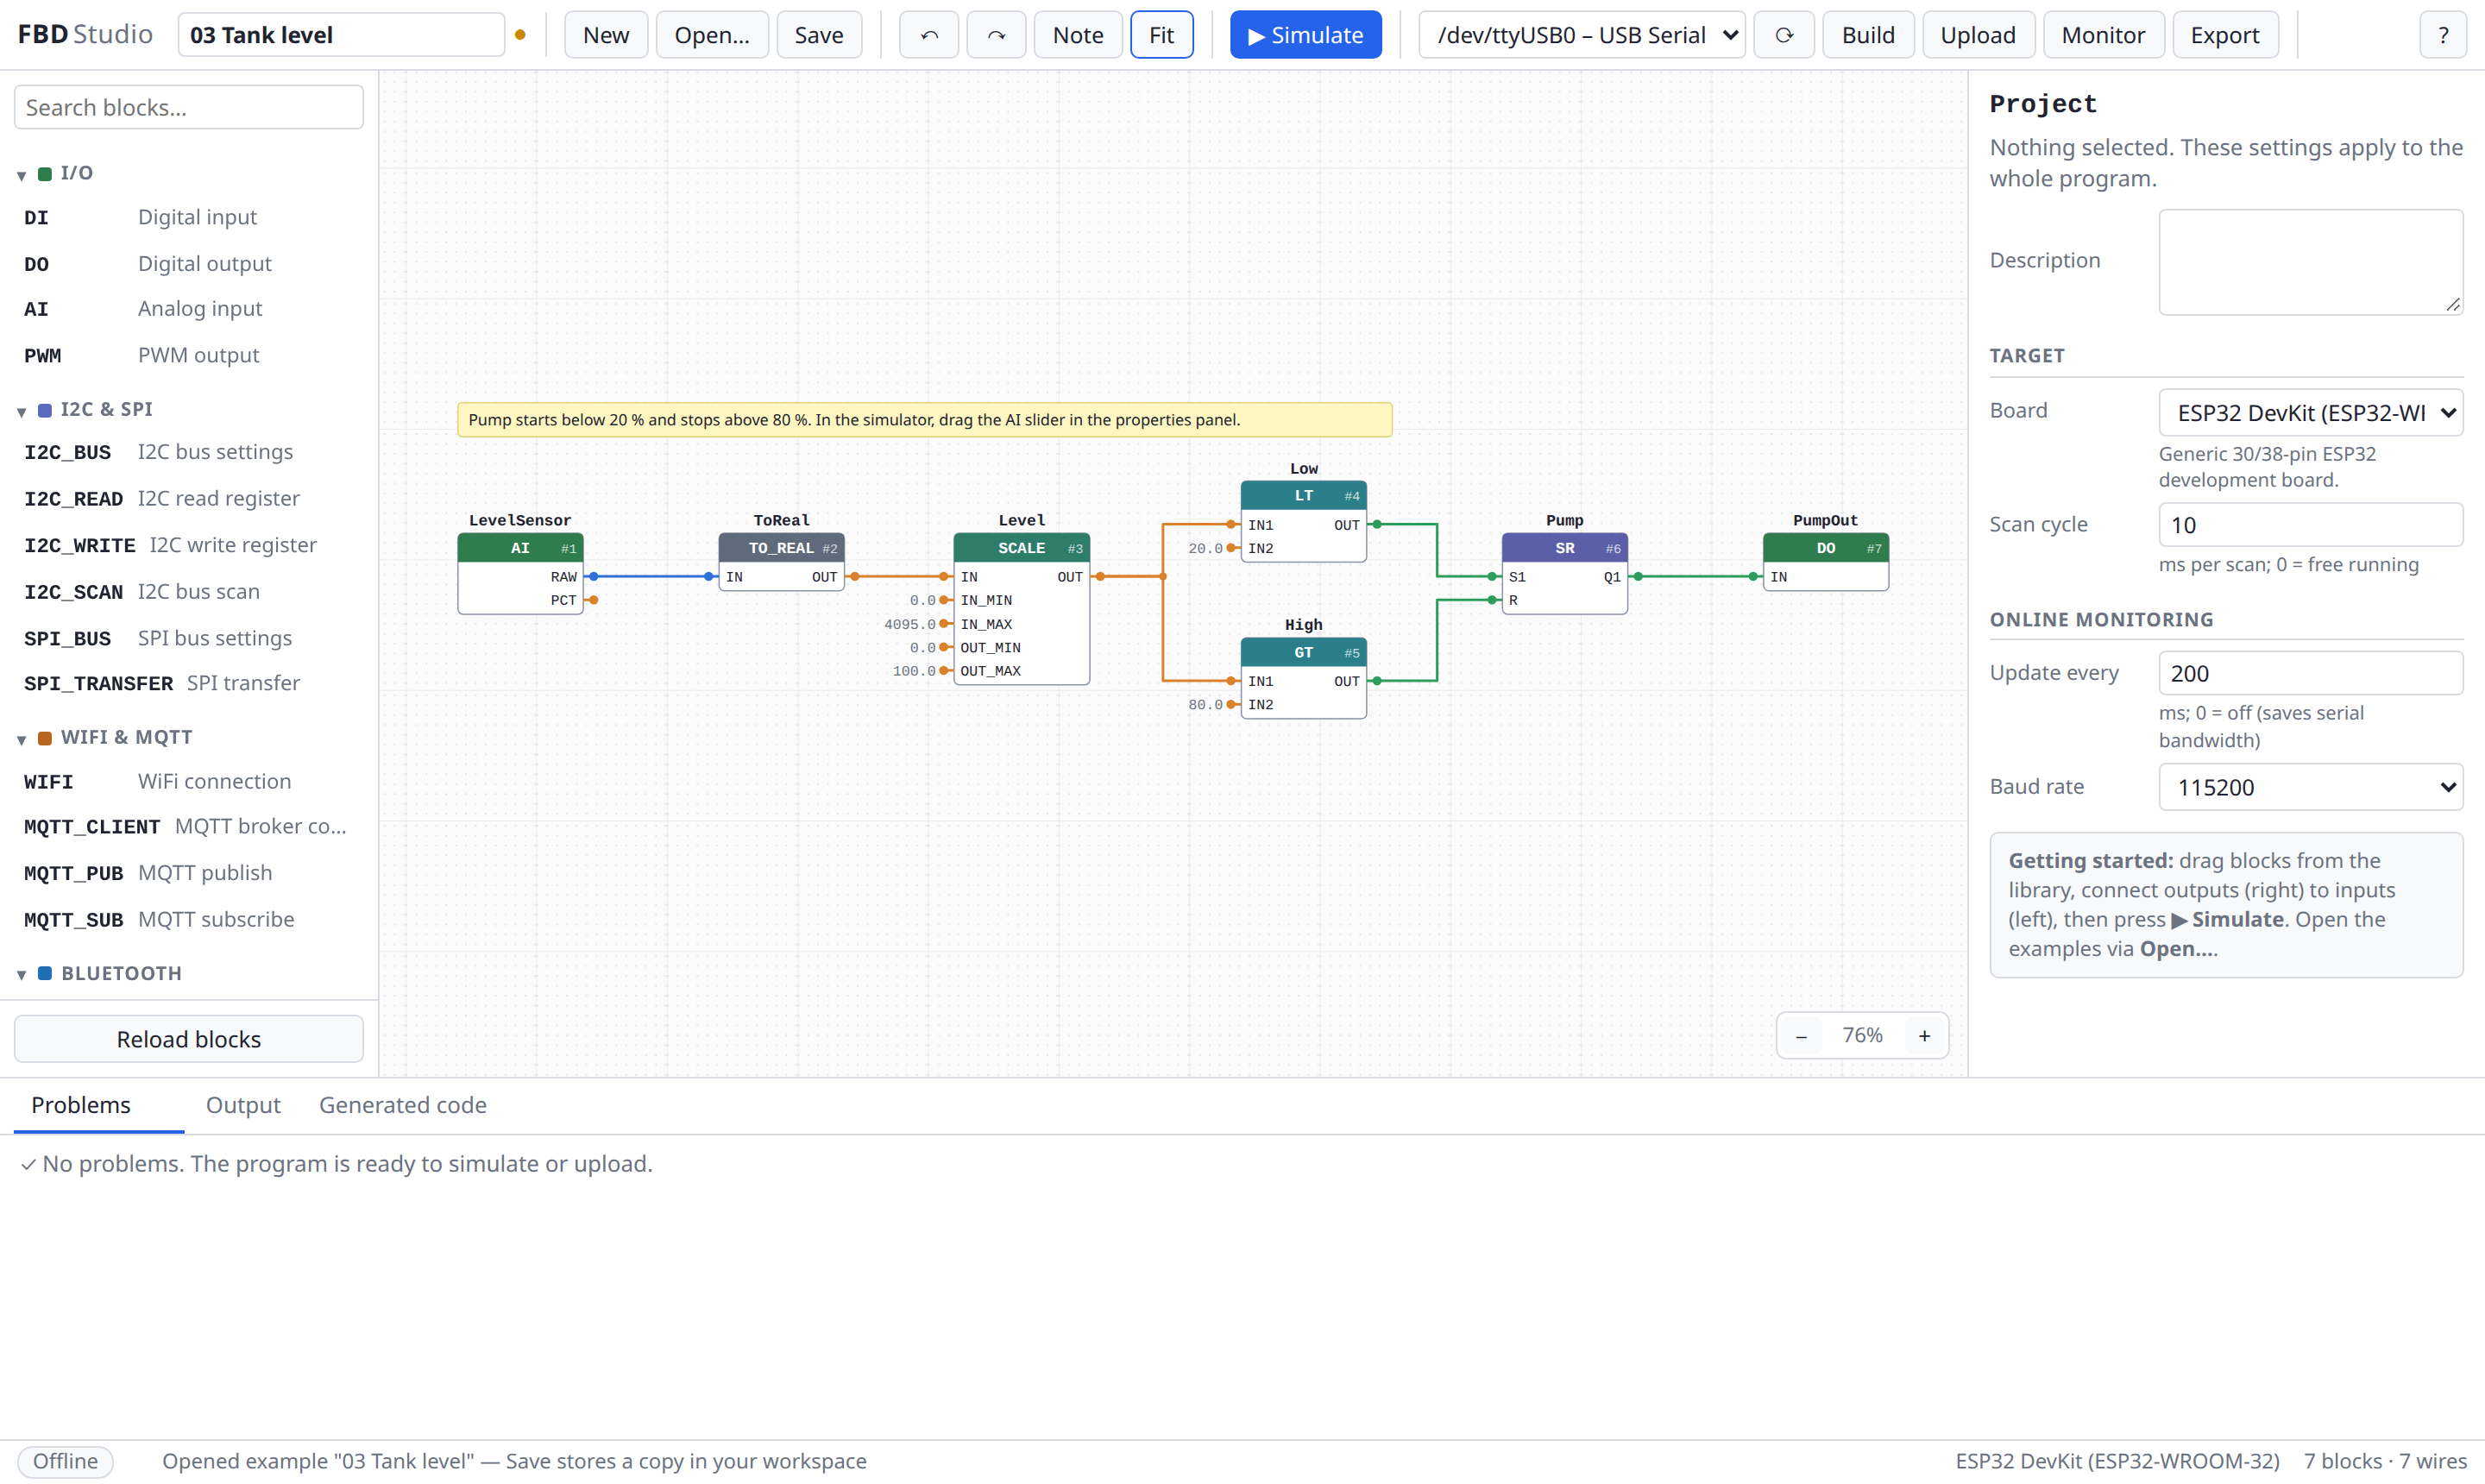 FBD Studio
03 Tank level
New
Open...
Save
Note
Fit
▶ Simulate
/dev/ttyUSB0 – USB Serial
Build
Upload
Monitor
Export
?
Search blocks...
I/O
DI Digital input
DO Digital output
AI Analog input
PWM PWM output
I2C & SPI
I2C_BUS I2C bus settings
I2C_READ I2C read register
I2C_WRITE I2C write register
I2C_SCAN I2C bus scan
SPI_BUS SPI bus settings
SPI_TRANSFER SPI transfer
WIFI & MQTT
WIFI WiFi connection
MQTT_CLIENT MQTT broker co...
MQTT_PUB MQTT publish
MQTT_SUB MQTT subscribe
BLUETOOTH
Reload blocks
Pump starts below 20 % and stops above 80 %. In the simulator, drag the AI slider in the properties panel.
LevelSensor
AI #1
RAW
PCT
ToReal
TO_REAL #2
IN OUT
Level
SCALE #3
IN OUT
0.0 IN_MIN
4095.0 IN_MAX
0.0 OUT_MIN
100.0 OUT_MAX
Low
LT #4
IN1 OUT
20.0 IN2
High
GT #5
IN1 OUT
80.0 IN2
Pump
SR #6
S1 Q1
R
PumpOut
DO #7
IN
– 76% +
Project
Nothing selected. These settings apply to the
whole program.
Description
TARGET
Board ESP32 DevKit (ESP32-WI
Generic 30/38-pin ESP32
development board.
Scan cycle 10
ms per scan; 0 = free running
ONLINE MONITORING
Update every 200
ms; 0 = off (saves serial
bandwidth)
Baud rate 115200
Getting started: drag blocks from the
library, connect outputs (right) to inputs
(left), then press ▶ Simulate. Open the
examples via Open....
Problems
Output
Generated code
✓ No problems. The program is ready to simulate or upload.
Offline
Opened example "03 Tank level" — Save stores a copy in your workspace
ESP32 DevKit (ESP32-WROOM-32)
7 blocks · 7 wires